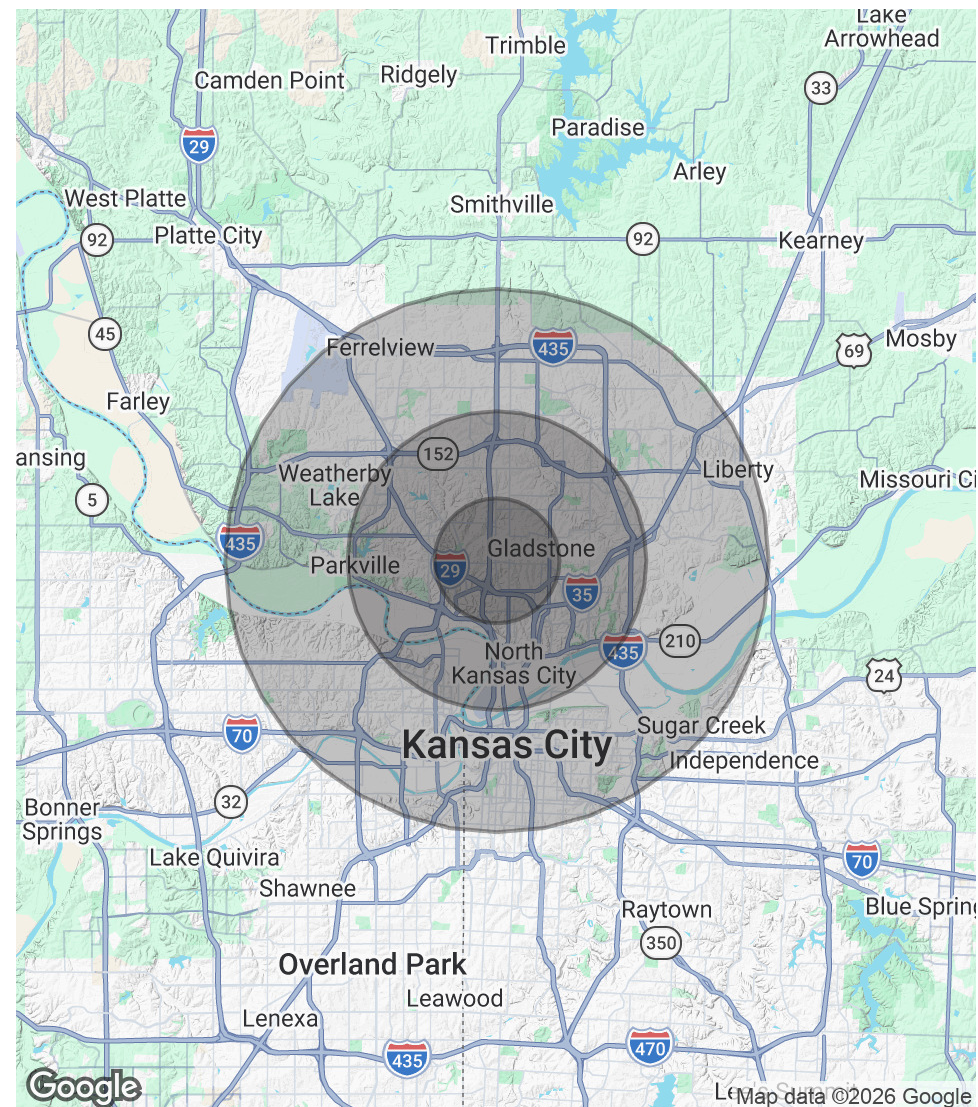 Lake
Arrowhead
Trimble
Ridgely
Camden Point
33
Paradise
29
Arley
West Platte
Smithville
Platte City
92
92
Kearney
45
Ferrelview
435
69
Mosby
Farley
152
ansing
Weatherby
Lake
Liberty
Missouri Ci
5
435
Gladstone
Parkville
29
35
North
Kansas City
435
210
24
Sugar Creek
70
Kansas City
Independence
32
Bonner
Springs
Lake Quivira
70
Shawnee
Raytown
Blue Spring
350
Overland Park
Leawood
Lenexa
435
470
Google
Map data ©2026 Google